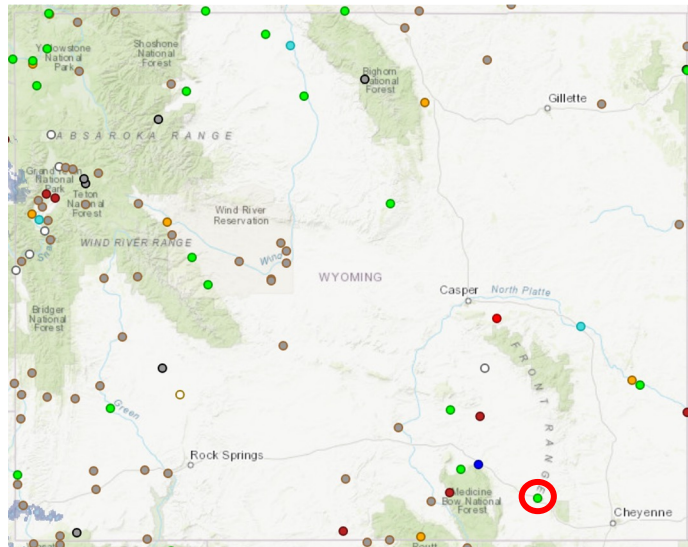 Yellowstone
National
Park
Shoshone
National
Forest
Bighorn
National
Forest
Gillette
ABSAROKA RANGE
Grand Teton
National
Park
Teton
National
Forest
Wind River
Reservation
WIND RIVER RANGE
Wind
WYOMING
Casper
North Platte
Bridger
National
Forest
FRONT RANGE
Green
Rock Springs
Medicine
Bow National
Forest
Cheyenne